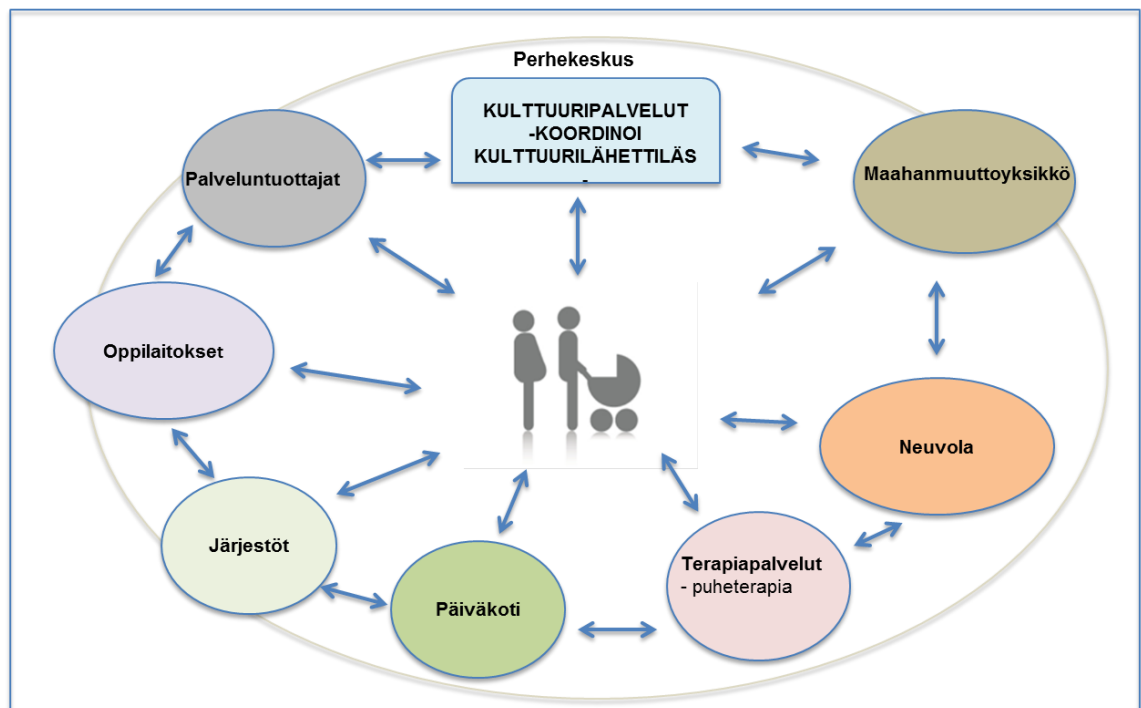 Perhekeskus
KULTTUURIPALVELUT
-KOORDINOI
KULTTUURILÄHETTILÄS
-
Palveluntuottajat
Maahanmuuttoyksikkö
Oppilaitokset
Neuvola
Järjestöt
Terapiapalvelut
- puheterapia
Päiväkoti